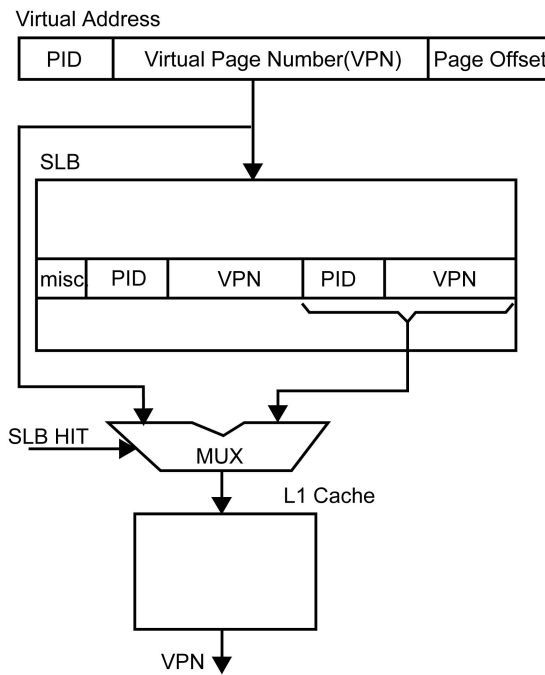 Virtual Address
PID Virtual Page Number(VPN) Page Offset
SLB
misc. PID VPN PID VPN
SLB HIT
MUX
L1 Cache
VPN